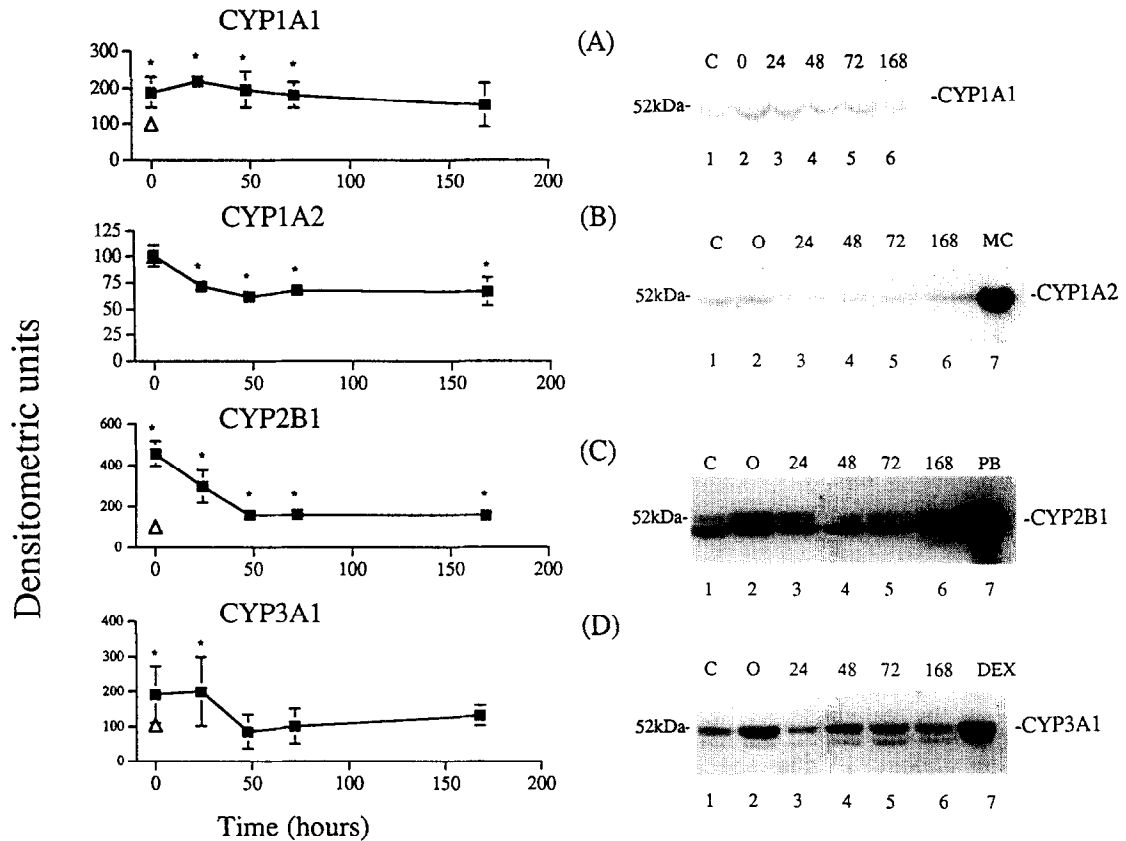 CYP1A1
300
200
100
0
* * * *
0 50 100 150 200
CYP1A2
125
100
75
50
25
0
* * * *
0 50 100 150 200
CYP2B1
600
400
200
0
* * * * *
0 50 100 150 200
CYP3A1
400
300
200
100
0
* *
0 50 100 150 200
Time (hours)
Densitometric units
(A)
C 0 24 48 72 168
52kDa- -CYP1A1
1 2 3 4 5 6
(B)
C O 24 48 72 168 MC
52kDa- -CYP1A2
1 2 3 4 5 6 7
(C)
C O 24 48 72 168 PB
52kDa- -CYP2B1
1 2 3 4 5 6 7
(D)
C O 24 48 72 168 DEX
52kDa- -CYP3A1
1 2 3 4 5 6 7